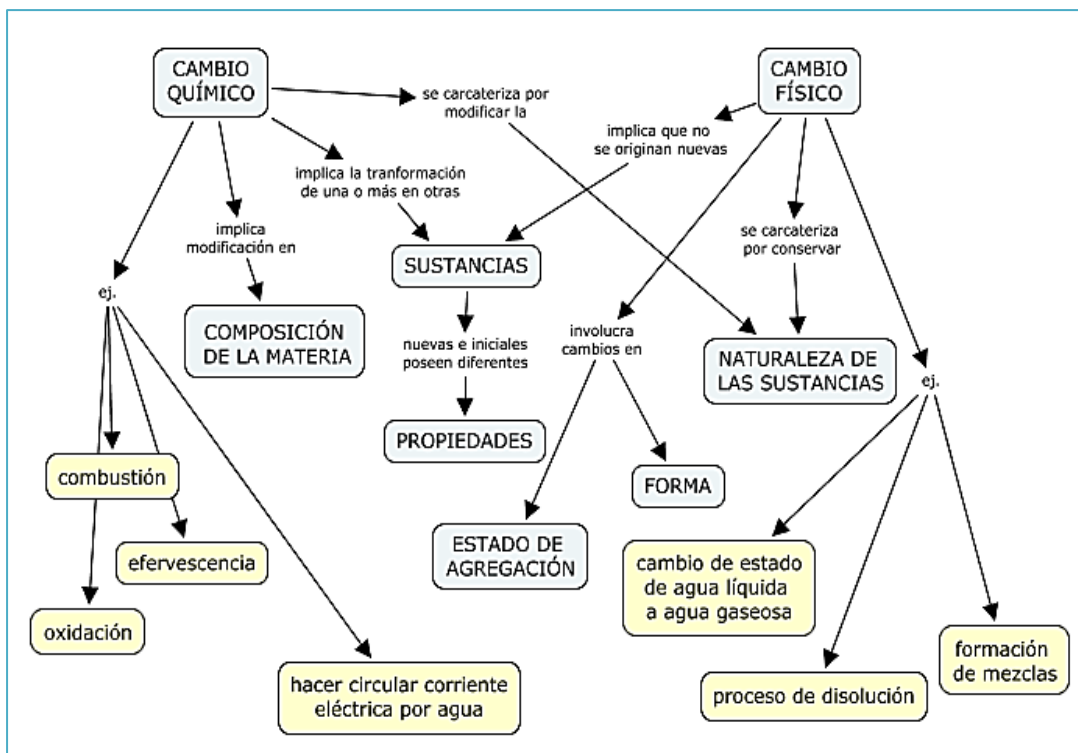 CAMBIO
QUÍMICO
CAMBIO
FÍSICO
se carcateriza por
modificar la
implica que no
se originan nuevas
implica la tranformación
de una o más en otras
implica
modificación en
se carcateriza
por conservar
SUSTANCIAS
ej.
COMPOSICIÓN
DE LA MATERIA
nuevas e iniciales
poseen diferentes
involucra
cambios en
NATURALEZA DE
LAS SUSTANCIAS
ej.
PROPIEDADES
combustión
FORMA
ESTADO DE
AGREGACIÓN
efervescencia
cambio de estado
de agua líquida
a agua gaseosa
oxidación
formación
de mezclas
hacer circular corriente
eléctrica por agua
proceso de disolución